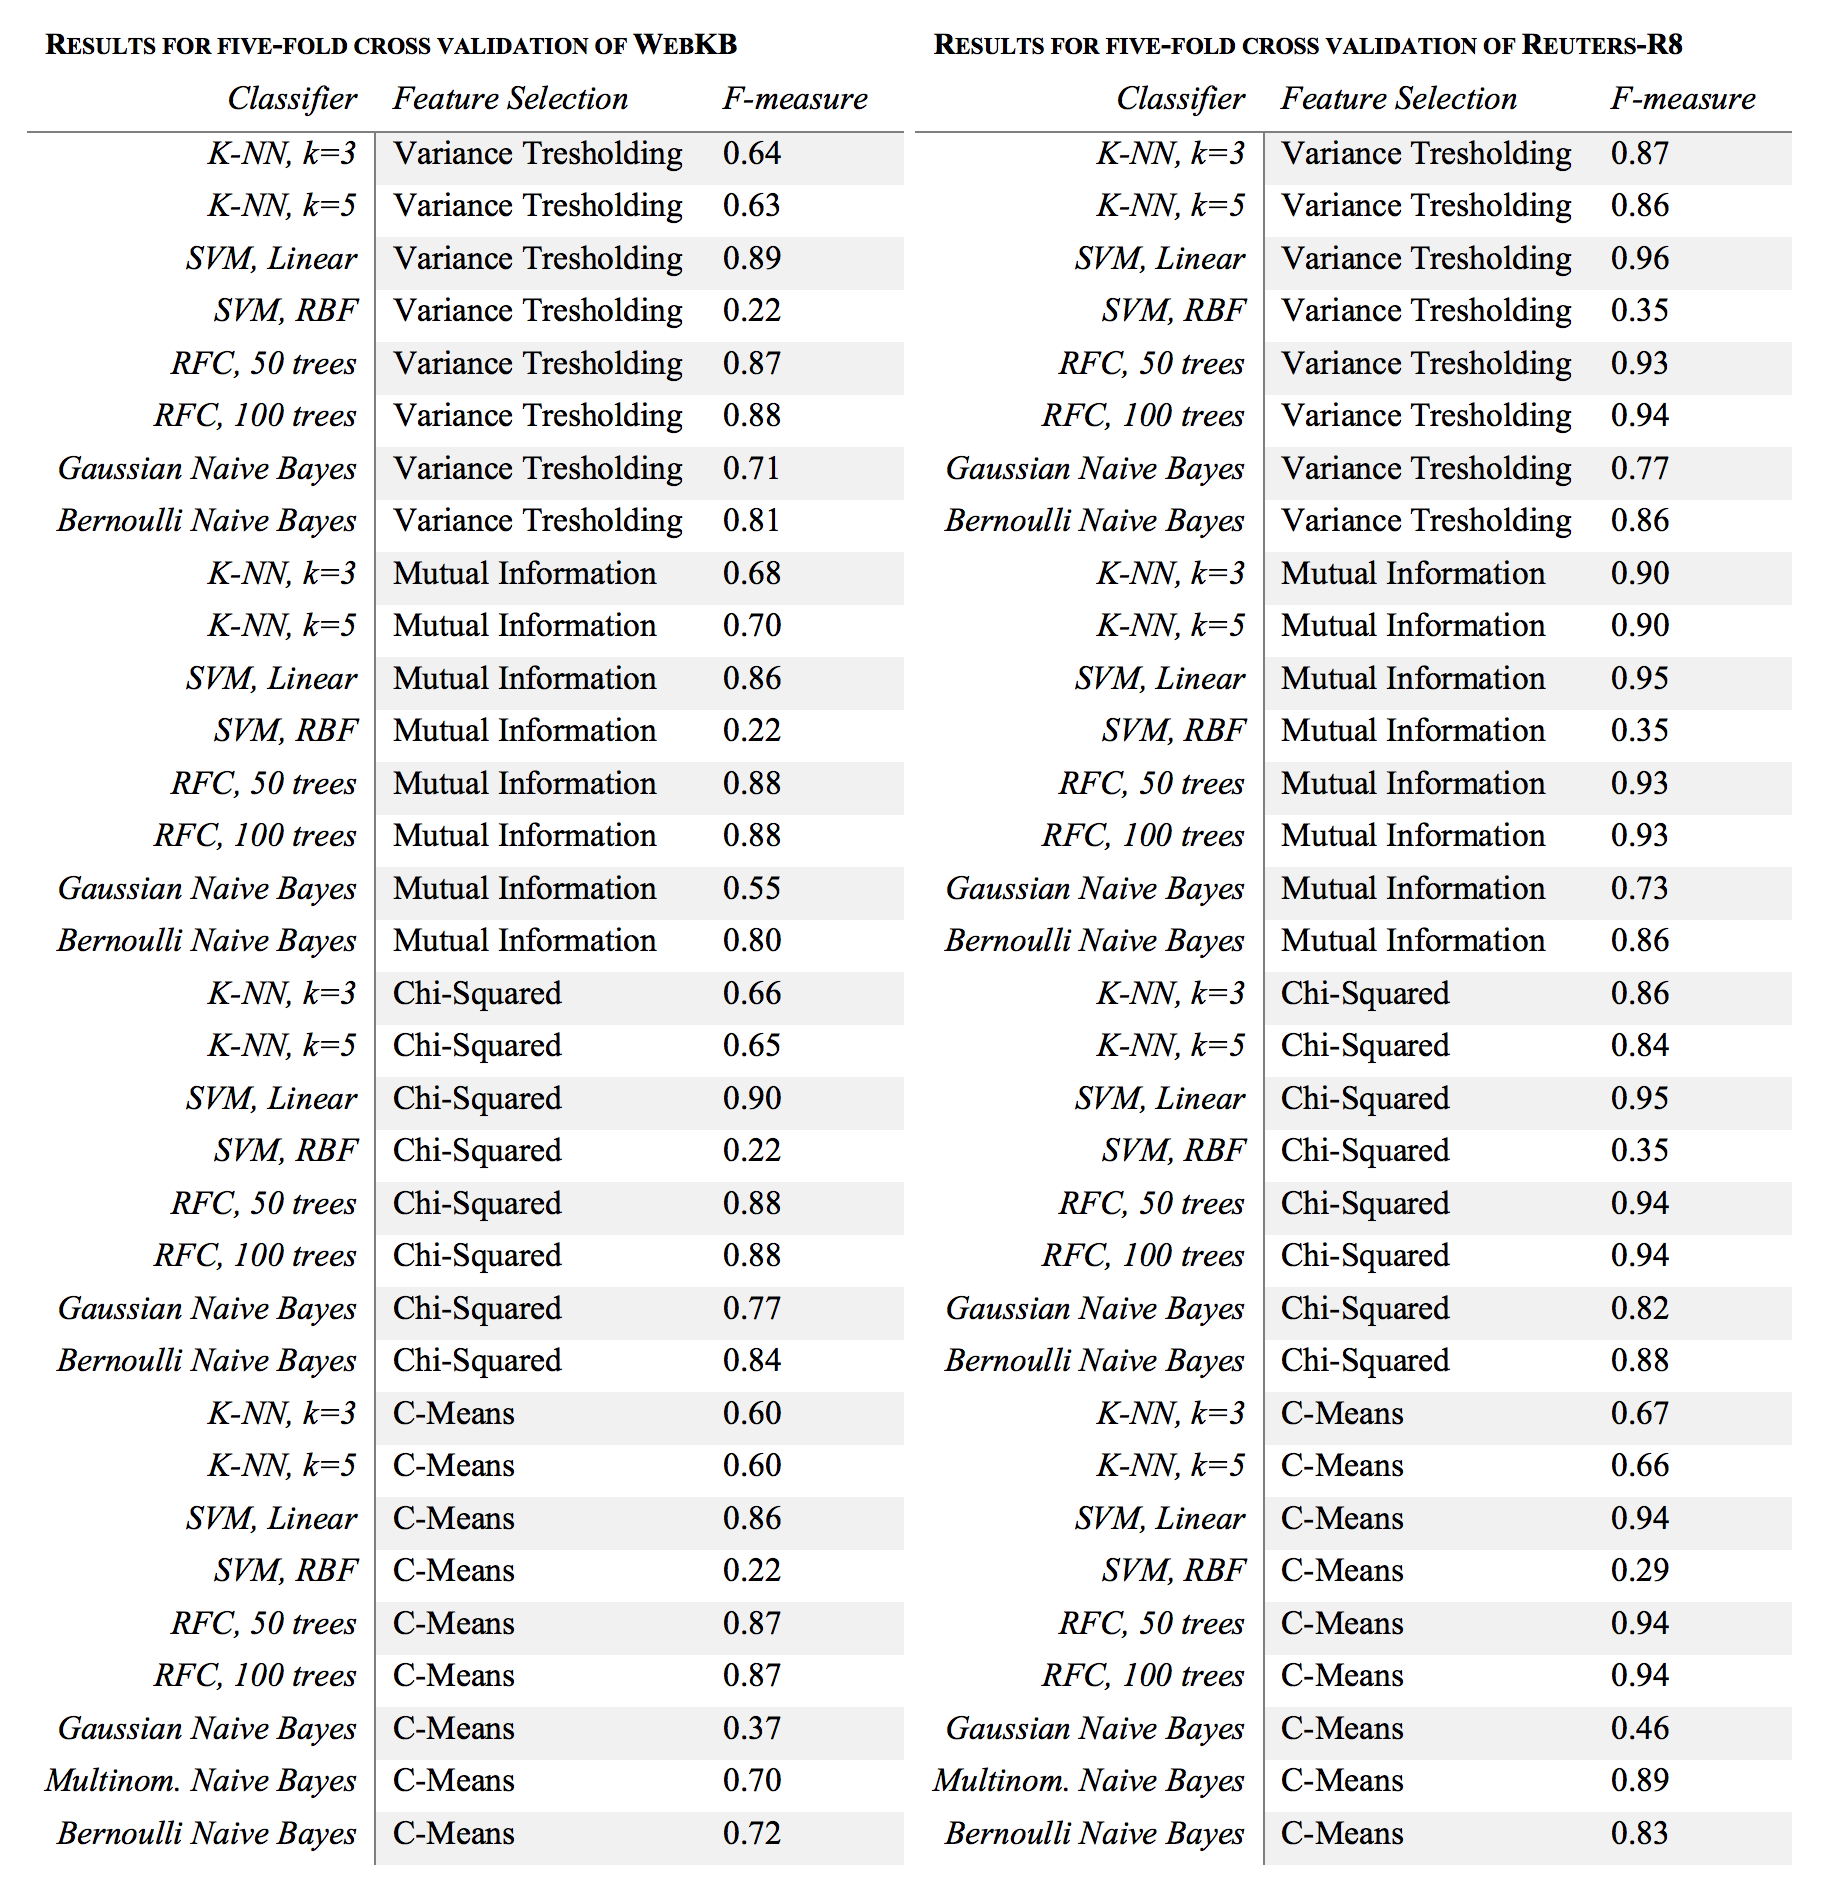 RESULTS FOR FIVE-FOLD CROSS VALIDATION OF WEBKB
Classifier Feature Selection F-measure
K-NN, k=3 Variance Tresholding 0.64
K-NN, k=5 Variance Tresholding 0.63
SVM, Linear Variance Tresholding 0.89
SVM, RBF Variance Tresholding 0.22
RFC, 50 trees Variance Tresholding 0.87
RFC, 100 trees Variance Tresholding 0.88
Gaussian Naive Bayes Variance Tresholding 0.71
Bernoulli Naive Bayes Variance Tresholding 0.81
K-NN, k=3 Mutual Information 0.68
K-NN, k=5 Mutual Information 0.70
SVM, Linear Mutual Information 0.86
SVM, RBF Mutual Information 0.22
RFC, 50 trees Mutual Information 0.88
RFC, 100 trees Mutual Information 0.88
Gaussian Naive Bayes Mutual Information 0.55
Bernoulli Naive Bayes Mutual Information 0.80
K-NN, k=3 Chi-Squared 0.66
K-NN, k=5 Chi-Squared 0.65
SVM, Linear Chi-Squared 0.90
SVM, RBF Chi-Squared 0.22
RFC, 50 trees Chi-Squared 0.88
RFC, 100 trees Chi-Squared 0.88
Gaussian Naive Bayes Chi-Squared 0.77
Bernoulli Naive Bayes Chi-Squared 0.84
K-NN, k=3 C-Means 0.60
K-NN, k=5 C-Means 0.60
SVM, Linear C-Means 0.86
SVM, RBF C-Means 0.22
RFC, 50 trees C-Means 0.87
RFC, 100 trees C-Means 0.87
Gaussian Naive Bayes C-Means 0.37
Multinom. Naive Bayes C-Means 0.70
Bernoulli Naive Bayes C-Means 0.72
RESULTS FOR FIVE-FOLD CROSS VALIDATION OF REUTERS-R8
Classifier Feature Selection F-measure
K-NN, k=3 Variance Tresholding 0.87
K-NN, k=5 Variance Tresholding 0.86
SVM, Linear Variance Tresholding 0.96
SVM, RBF Variance Tresholding 0.35
RFC, 50 trees Variance Tresholding 0.93
RFC, 100 trees Variance Tresholding 0.94
Gaussian Naive Bayes Variance Tresholding 0.77
Bernoulli Naive Bayes Variance Tresholding 0.86
K-NN, k=3 Mutual Information 0.90
K-NN, k=5 Mutual Information 0.90
SVM, Linear Mutual Information 0.95
SVM, RBF Mutual Information 0.35
RFC, 50 trees Mutual Information 0.93
RFC, 100 trees Mutual Information 0.93
Gaussian Naive Bayes Mutual Information 0.73
Bernoulli Naive Bayes Mutual Information 0.86
K-NN, k=3 Chi-Squared 0.86
K-NN, k=5 Chi-Squared 0.84
SVM, Linear Chi-Squared 0.95
SVM, RBF Chi-Squared 0.35
RFC, 50 trees Chi-Squared 0.94
RFC, 100 trees Chi-Squared 0.94
Gaussian Naive Bayes Chi-Squared 0.82
Bernoulli Naive Bayes Chi-Squared 0.88
K-NN, k=3 C-Means 0.67
K-NN, k=5 C-Means 0.66
SVM, Linear C-Means 0.94
SVM, RBF C-Means 0.29
RFC, 50 trees C-Means 0.94
RFC, 100 trees C-Means 0.94
Gaussian Naive Bayes C-Means 0.46
Multinom. Naive Bayes C-Means 0.89
Bernoulli Naive Bayes C-Means 0.83